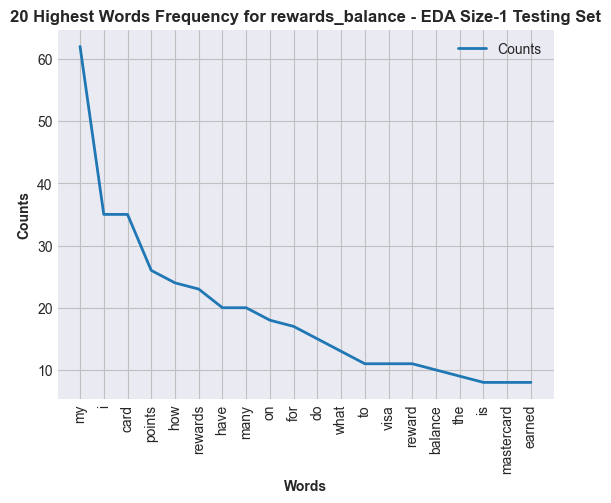 20 Highest Words Frequency for rewards_balance - EDA Size-1 Testing Set
Counts
60
50
40
30
20
10
Counts
my
i
card
points
how
rewards
have
many
on
for
do
what
to
visa
reward
balance
the
is
mastercard
earned
Words